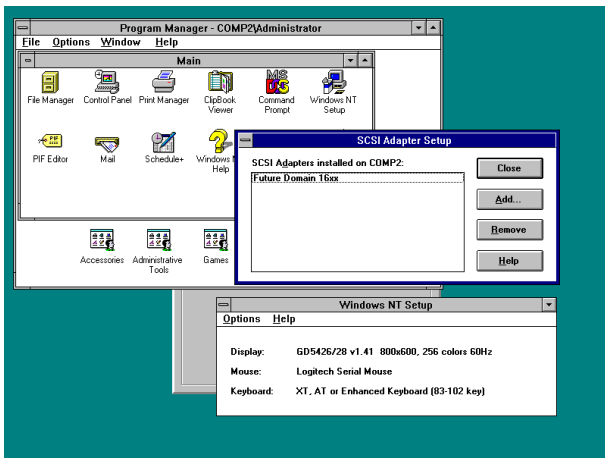 Program Manager - COMP2\Administrator
File Options Window Help
Main
File Manager
Control Panel
Print Manager
ClipBook
Viewer
Command
Prompt
Windows NT
Setup
PIF Editor
Mail
Schedule+
Windows
Help
Accessories
Administrative
Tools
Games
SCSI Adapter Setup
SCSI Adapters installed on COMP2:
Future Domain 16xx
Close
Add...
Remove
Help
Windows NT Setup
Options Help
Display: GD5426/28 v1.41 800x600, 256 colors 60Hz
Mouse: Logitech Serial Mouse
Keyboard: XT, AT or Enhanced Keyboard (83-102 key)